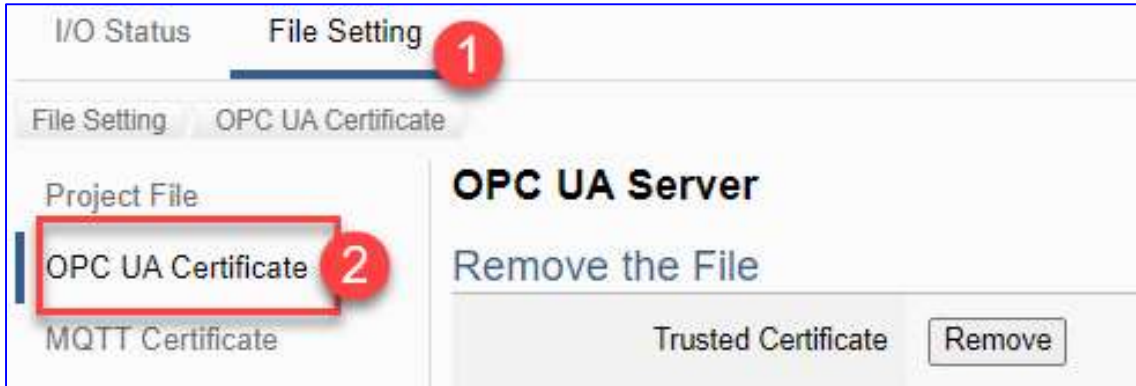 I/O Status File Setting 1
File Setting OPC UA Certificate
Project File
OPC UA Certificate 2
MQTT Certificate
OPC UA Server
Remove the File
Trusted Certificate Remove